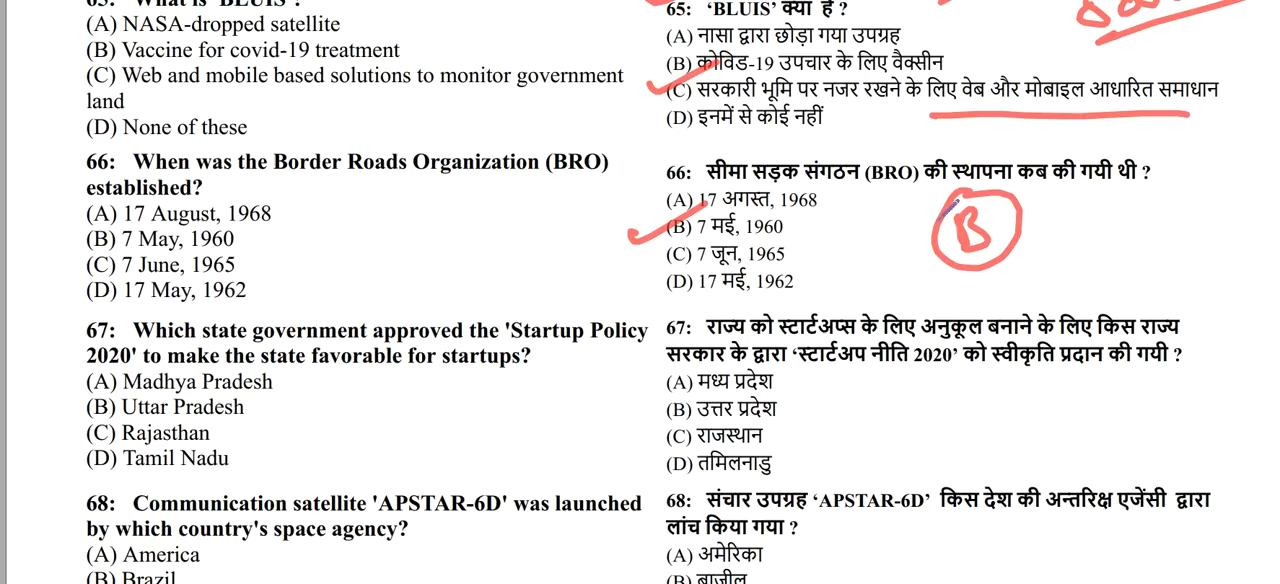 65: What is 'BLUIS'?
(A) NASA-dropped satellite
(B) Vaccine for covid-19 treatment
(C) Web and mobile based solutions to monitor government
land
(D) None of these
66: When was the Border Roads Organization (BRO)
established?
(A) 17 August, 1968
(B) 7 May, 1960
(C) 7 June, 1965
(D) 17 May, 1962
67: Which state government approved the 'Startup Policy
2020' to make the state favorable for startups?
(A) Madhya Pradesh
(B) Uttar Pradesh
(C) Rajasthan
(D) Tamil Nadu
68: Communication satellite 'APSTAR-6D' was launched
by which country's space agency?
(A) America
(B) Brazil
65: ‘BLUIS’ क्या है ?
(A) नासा द्वारा छोड़ा गया उपग्रह
(B) कोविड-19 उपचार के लिए वैक्सीन
(C) सरकारी भूमि पर नजर रखने के लिए वेब और मोबाइल आधारित समाधान
(D) इनमें से कोई नहीं
66: सीमा सड़क संगठन (BRO) की स्थापना कब की गयी थी ?
(A) 17 अगस्त, 1968
(B) 7 मई, 1960
(C) 7 जून, 1965
(D) 17 मई, 1962
B
67: राज्य को स्टार्टअप्स के लिए अनुकूल बनाने के लिए किस राज्य
सरकार के द्वारा ‘स्टार्टअप नीति 2020’ को स्वीकृति प्रदान की गयी ?
(A) मध्य प्रदेश
(B) उत्तर प्रदेश
(C) राजस्थान
(D) तमिलनाडु
68: संचार उपग्रह ‘APSTAR-6D’ किस देश की अन्तरिक्ष एजेंसी द्वारा
लांच किया गया ?
(A) अमेरिका
(B) ब्राजील